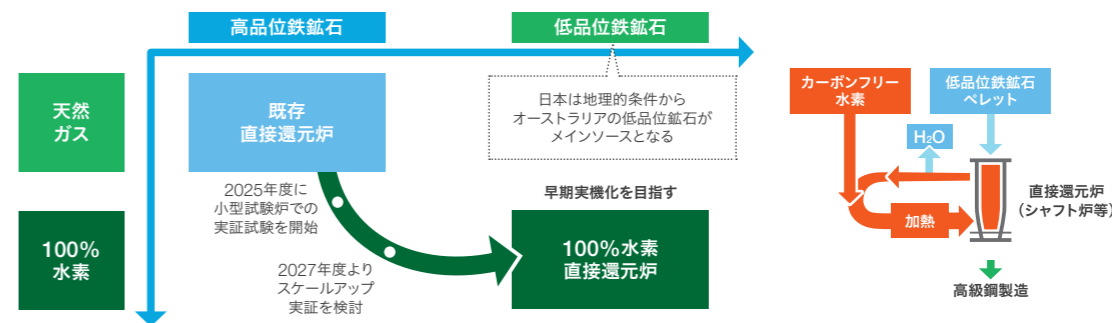 高品位鉄鉱石
低品位鉄鉱石
天然
ガス
既存
直接還元炉
日本は地理的条件から
オーストラリアの低品位鉱石が
メインソースとなる
2025年度に
小型試験炉での
実証試験を開始
早期実機化を目指す
100%
水素
2027年度より
スケールアップ
実証を検討
100%水素
直接還元炉
カーボンフリー
水素
低品位鉄鉱石
ペレット
H₂O
加熱
直接還元炉
(シャフト炉等)
高級鋼製造